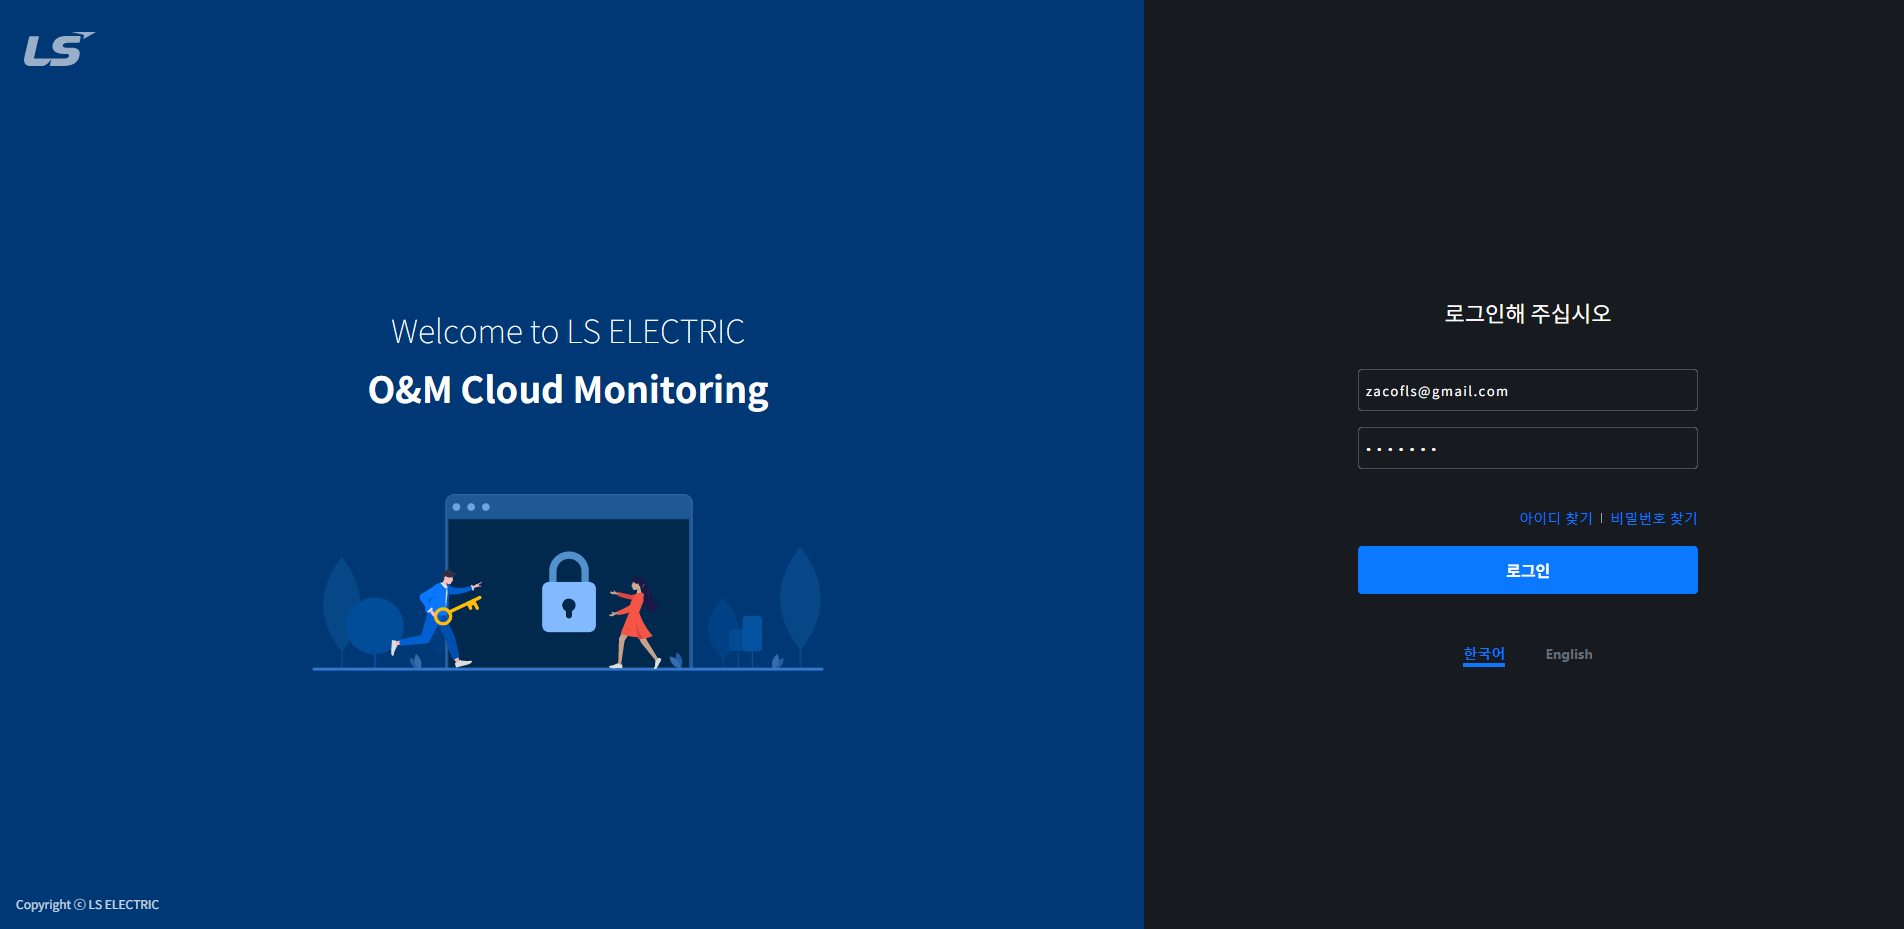 LS
Welcome to LS ELECTRIC
O&M Cloud Monitoring
Copyright ⓒ LS ELECTRIC
로그인해 주십시오
zacofls@gmail.com
•••••••
아이디 찾기 | 비밀번호 찾기
로그인
한국어 English